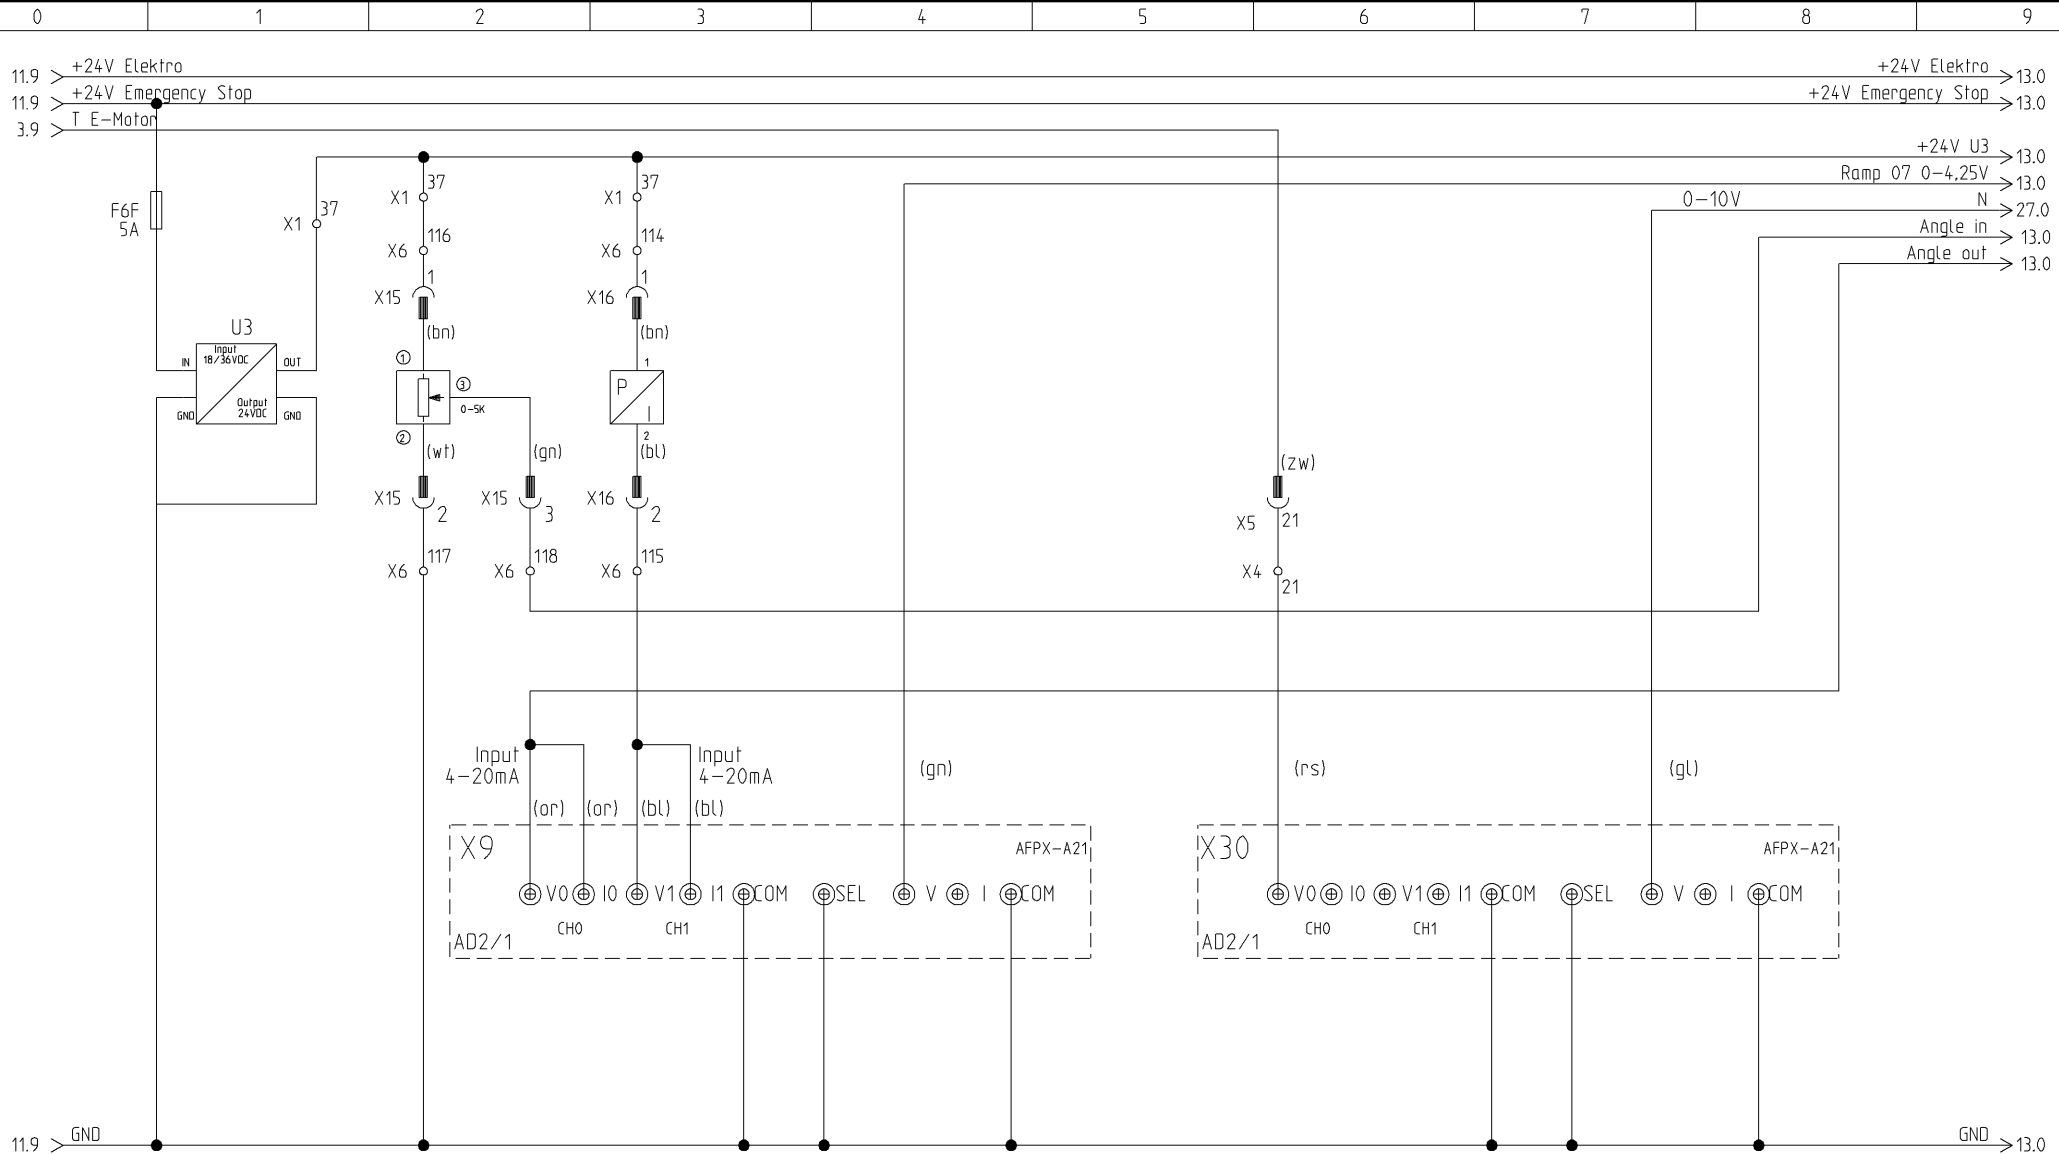 0 1 2 3 4 5 6 7 8 9
11.9 +24V Elektro +24V Elektro 13.0
11.9 +24V Emergency Stop +24V Emergency Stop 13.0
3.9 T E-Motor
+24V U3 13.0
Ramp 07 0-4,25V 13.0
0-10V N 27.0
Angle in 13.0
Angle out 13.0
37 37
X1 X1
F6F
5A
X1 37
116 114
X6 X6
1 1
X15 X16
(bn) (bn)
U3
Input
18/36VDC
IN OUT
Output
24VDC
GND GND
1 3 2
0-5K
1
P
I
2
(wt) (gn) (bl) (zw)
X15 2 X15 3 X16 2
X5 21
117 118 115
X6 X6 X6 X4
21
Input
4-20mA
Input
4-20mA
(gn) (rs) (gl)
(or) (or) (bl) (bl)
X9 AFPX-A21 X30 AFPX-A21
V0 I0 V1 I1 COM SEL V I COM V0 I0 V1 I1 COM SEL V I COM
CH0 CH1 CH0 CH1
AD2/1 AD2/1
11.9 GND GND 13.0